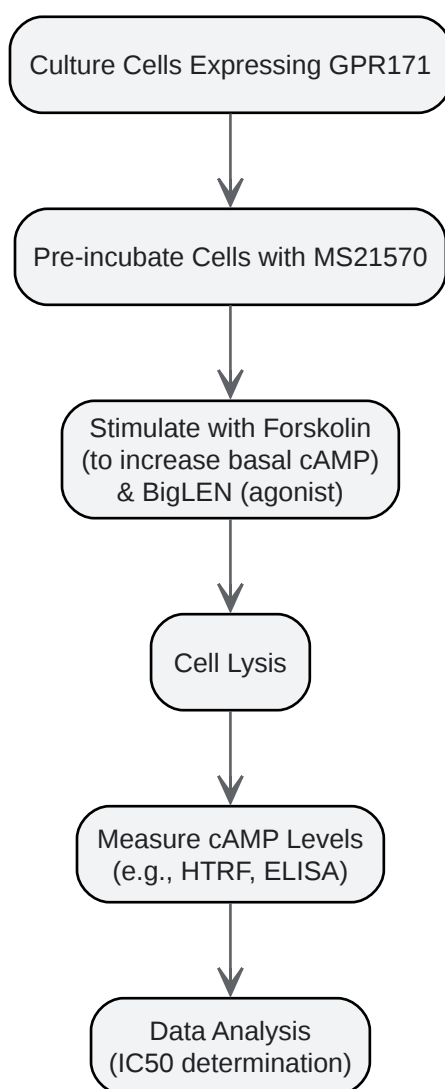 Culture Cells Expressing GPR171
Pre-incubate Cells with MS21570
Stimulate with Forskolin
(to increase basal cAMP)
& BigLEN (agonist)
Cell Lysis
Measure cAMP Levels
(e.g., HTRF, ELISA)
Data Analysis
(IC50 determination)